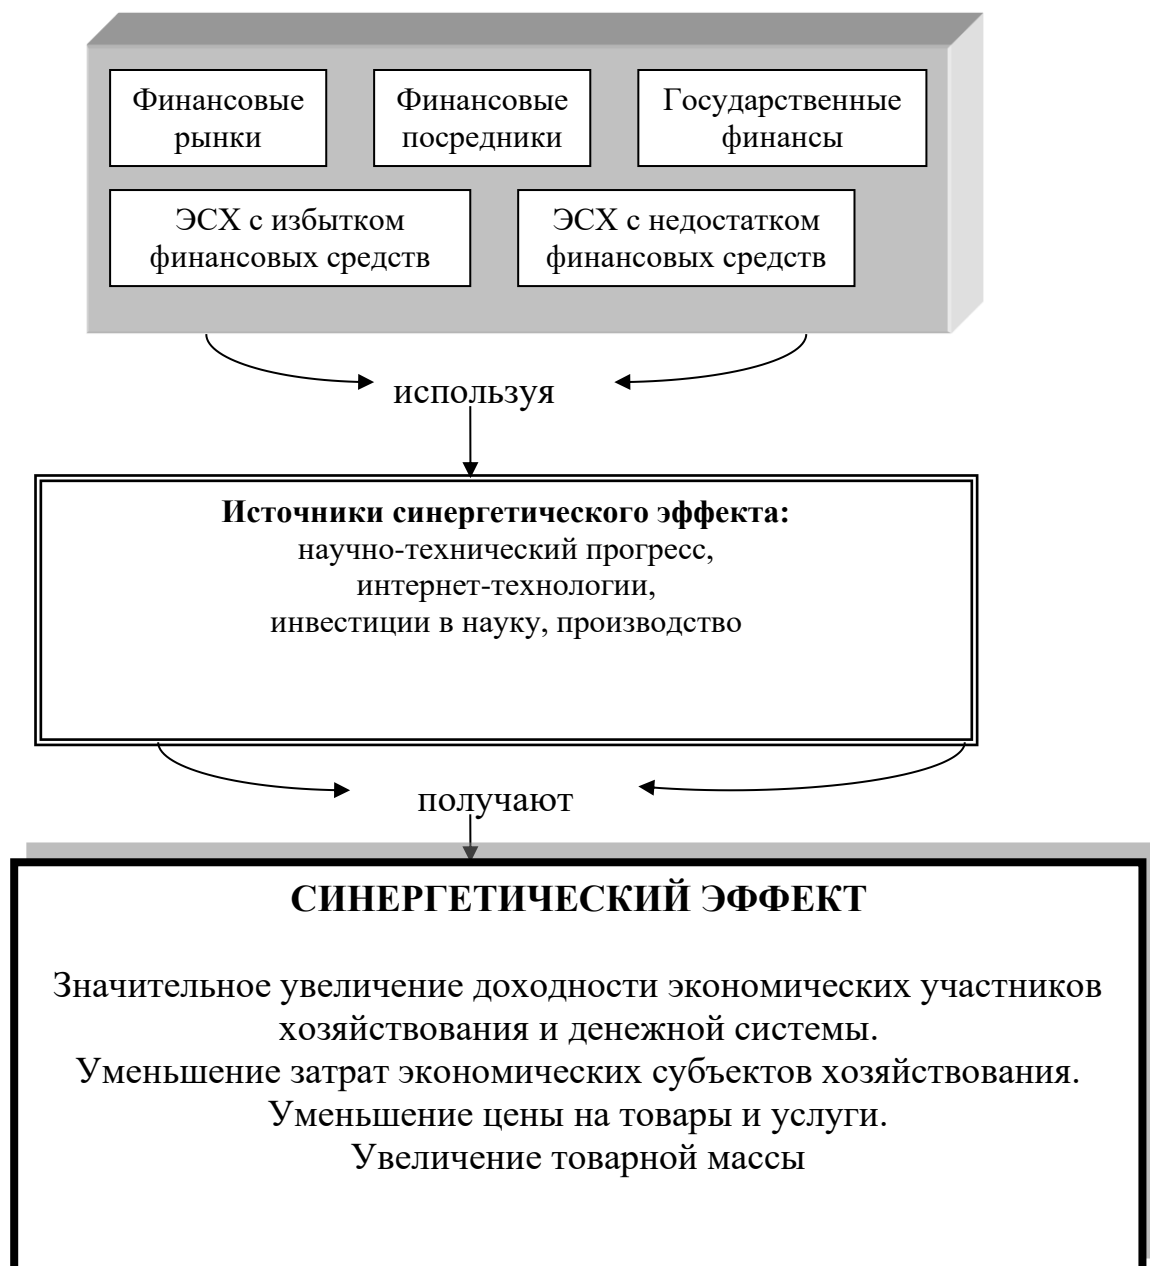 Финансовые
рынки
Финансовые
посредники
Государственные
финансы
ЭСХ с избытком
финансовых средств
ЭСХ с недостатком
финансовых средств
используя
Источники синергетического эффекта:
научно-технический прогресс,
интернет-технологии,
инвестиции в науку, производство
получают
СИНЕРГЕТИЧЕСКИЙ ЭФФЕКТ
Значительное увеличение доходности экономических участников
хозяйствования и денежной системы.
Уменьшение затрат экономических субъектов хозяйствования.
Уменьшение цены на товары и услуги.
Увеличение товарной массы